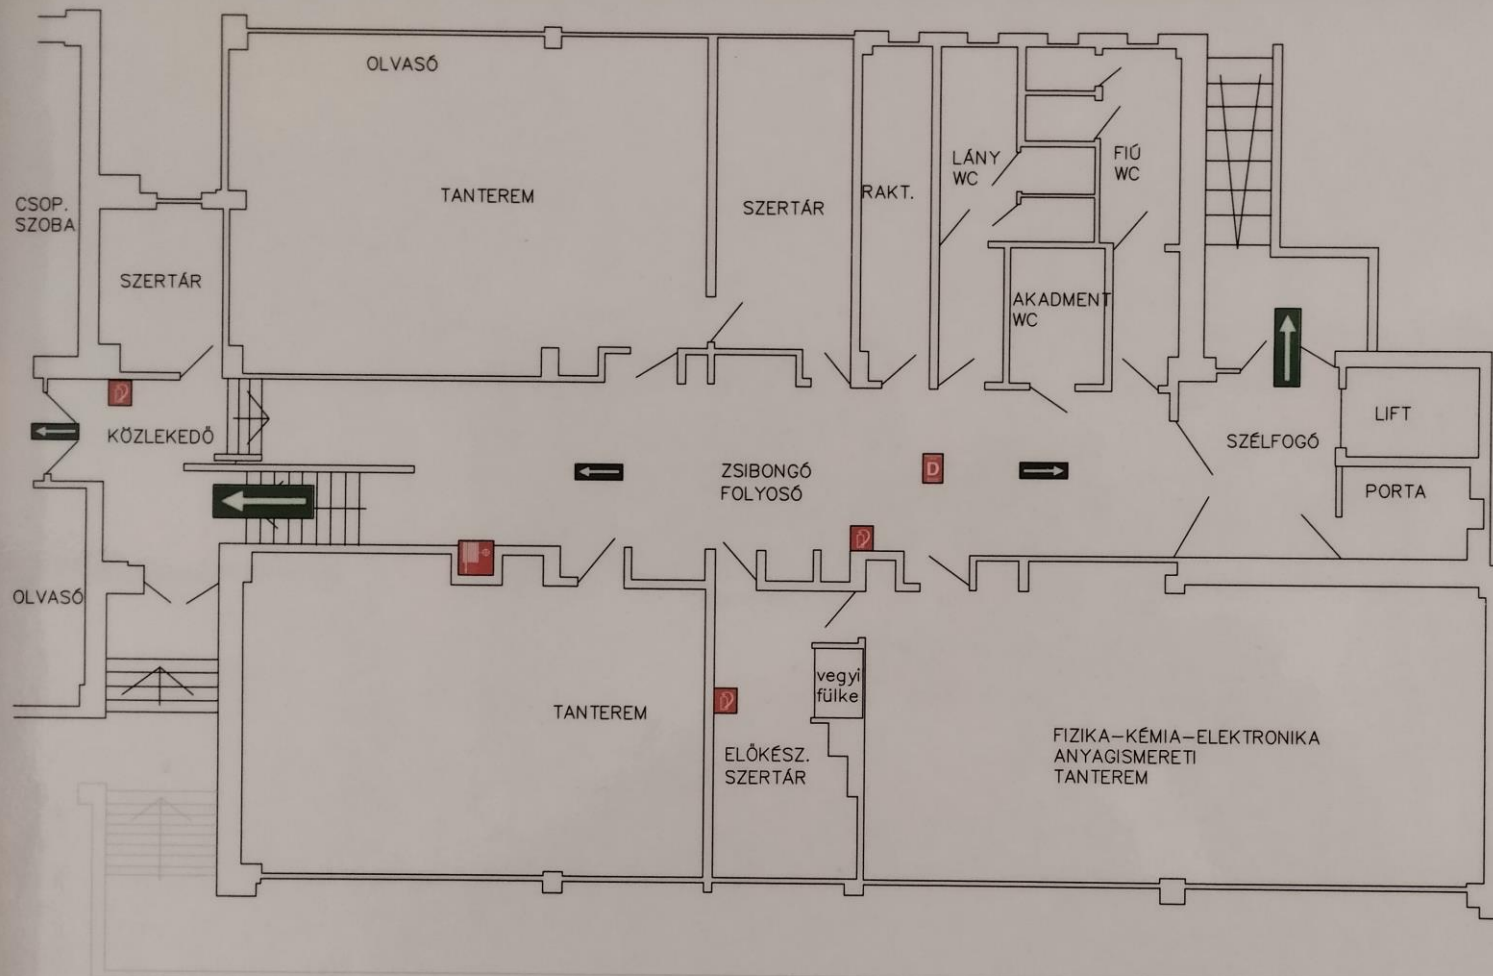 OLVASÓ
TANTEREM
CSOP.
SZOBA
SZERTÁR
SZERTÁR
RAKT.
LÁNY
WC
FIÚ
WC
AKADMENT
WC
KÖZLEKEDŐ
ZSIBONGÓ
FOLYOSÓ
D
SZÉLFOGÓ
LIFT
PORTA
OLVASÓ
TANTEREM
vegyi
fülke
ELŐKÉSZ.
SZERTÁR
FIZIKA-KÉMIA-ELEKTRONIKA
ANYAGISMERETI
TANTEREM